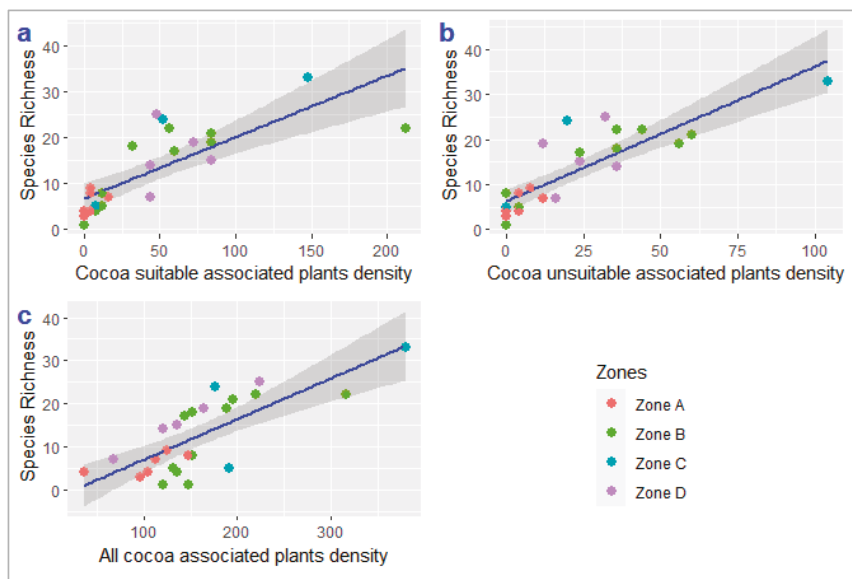 a
40
30
20
10
0
Species Richness
0 50 100 150 200
Cocoa suitable associated plants density
b
40
30
20
10
0
Species Richness
0 25 50 75 100
Cocoa unsuitable associated plants density
c
40
30
20
10
0
Species Richness
100 200 300
All cocoa associated plants density
Zones
Zone A
Zone B
Zone C
Zone D